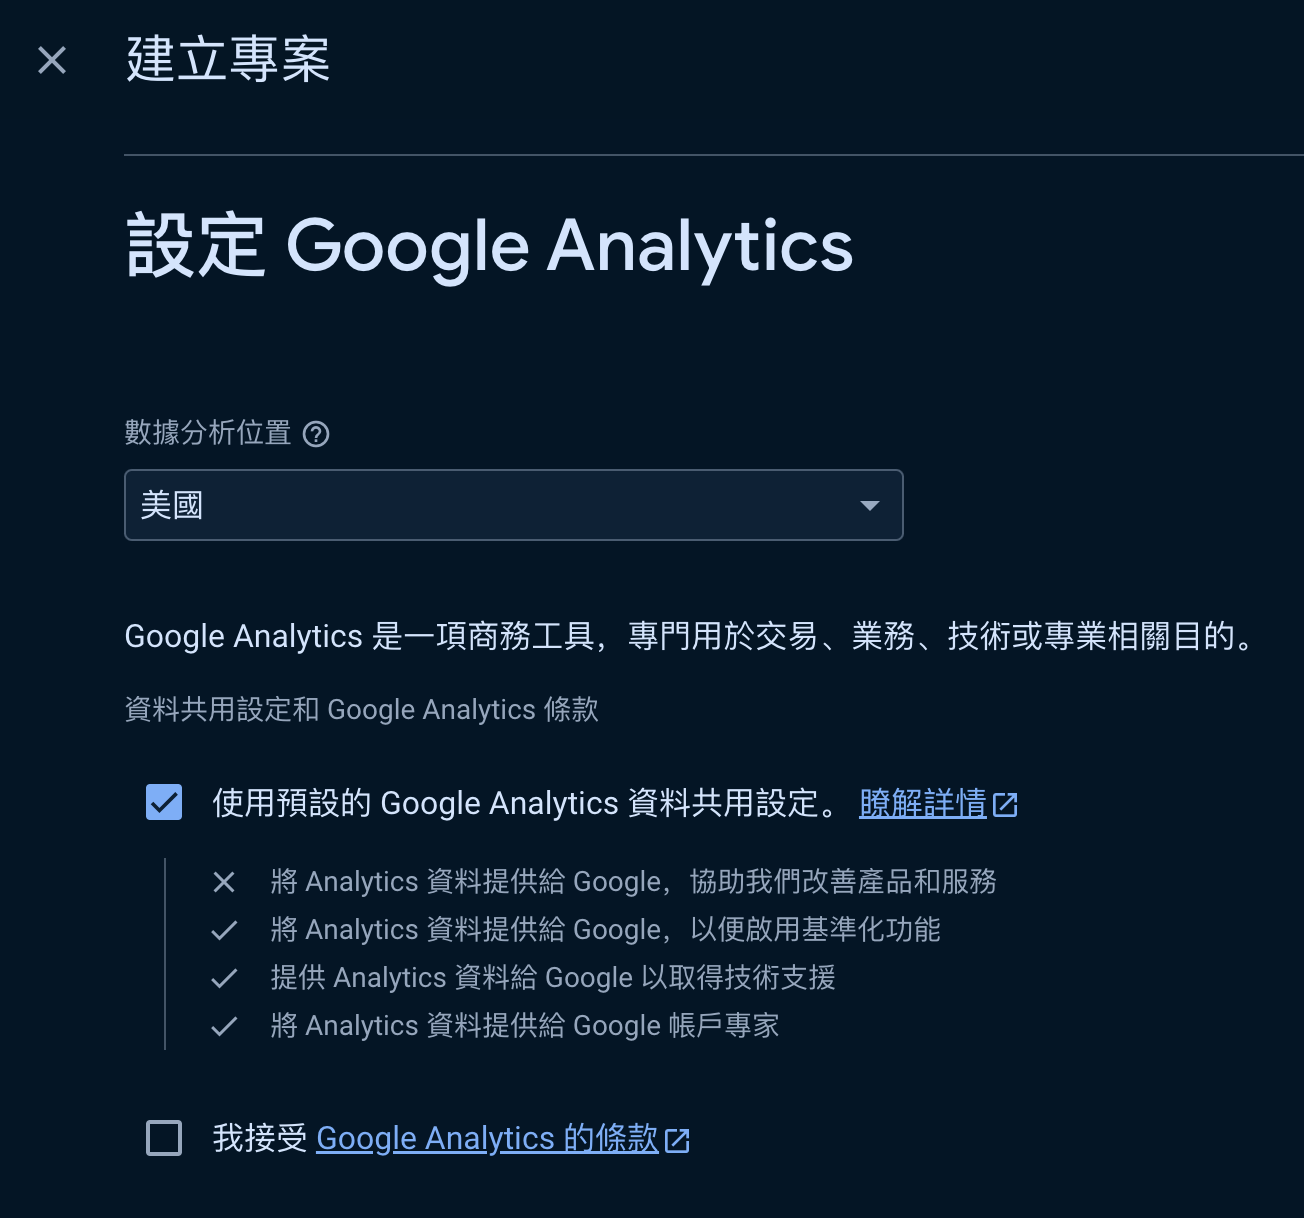 建立專案
設定 Google Analytics
數據分析位置
美國
Google Analytics 是一項商務工具，專門用於交易、業務、技術或專業相關目的。
資料共用設定和 Google Analytics 條款
使用預設的 Google Analytics 資料共用設定。 瞭解詳情
將 Analytics 資料提供給 Google，協助我們改善產品和服務
將 Analytics 資料提供給 Google，以便啟用基準化功能
提供 Analytics 資料給 Google 以取得技術支援
將 Analytics 資料提供給 Google 帳戶專家
我接受 Google Analytics 的條款